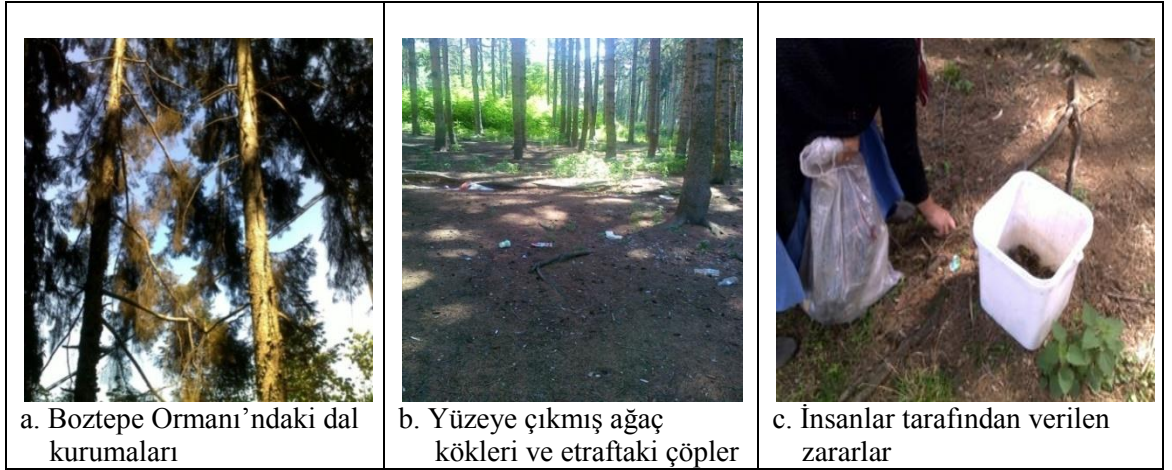 a. Boztepe Ormanı’ndaki dal
kurumaları
b. Yüzeye çıkmış ağaç
kökleri ve etraftaki çöpler
c. İnsanlar tarafından verilen
zararlar